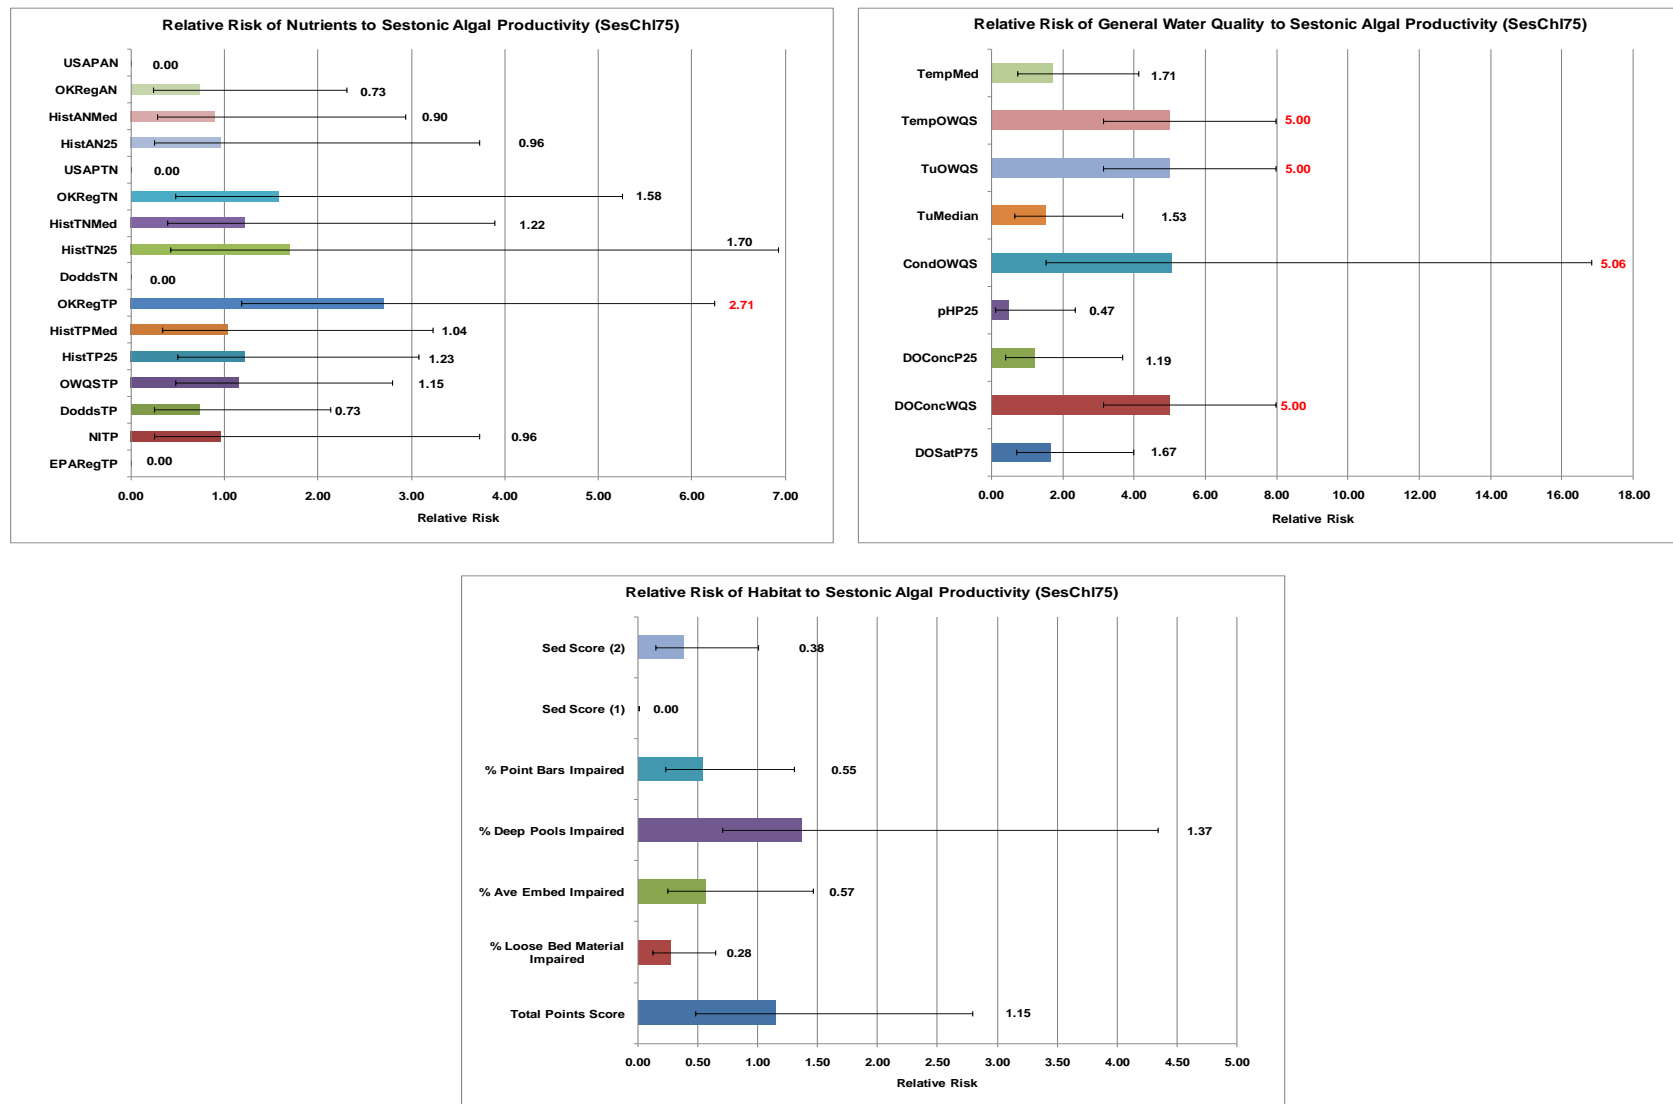 Relative Risk of Nutrients to Sestonic Algal Productivity (SesChl75)
USAPAN 0.00
OKRegAN 0.73
HistANMed 0.90
HistAN25 0.96
USAPTN 0.00
OKRegTN 1.58
HistTNMed 1.22
HistTN25 1.70
DoddsTN 0.00
OKRegTP 2.71
HistTPMed 1.04
HistTP25 1.23
OWQSTP 1.15
DoddsTP 0.73
NITP 0.96
EPARegTP 0.00
0.00 1.00 2.00 3.00 4.00 5.00 6.00 7.00
Relative Risk
Relative Risk of General Water Quality to Sestonic Algal Productivity (SesChl75)
TempMed 1.71
TempOWQS 5.00
TuOWQS 5.00
TuMedian 1.53
CondOWQS 5.06
pHP25 0.47
DOConcP25 1.19
DOConcWQS 5.00
DOSatP75 1.67
0.00 2.00 4.00 6.00 8.00 10.00 12.00 14.00 16.00 18.00
Relative Risk
Relative Risk of Habitat to Sestonic Algal Productivity (SesChl75)
Sed Score (2) 0.38
Sed Score (1) 0.00
% Point Bars Impaired 0.55
% Deep Pools Impaired 1.37
% Ave Embed Impaired 0.57
% Loose Bed Material
Impaired 0.28
Total Points Score 1.15
0.00 0.50 1.00 1.50 2.00 2.50 3.00 3.50 4.00 4.50 5.00
Relative Risk